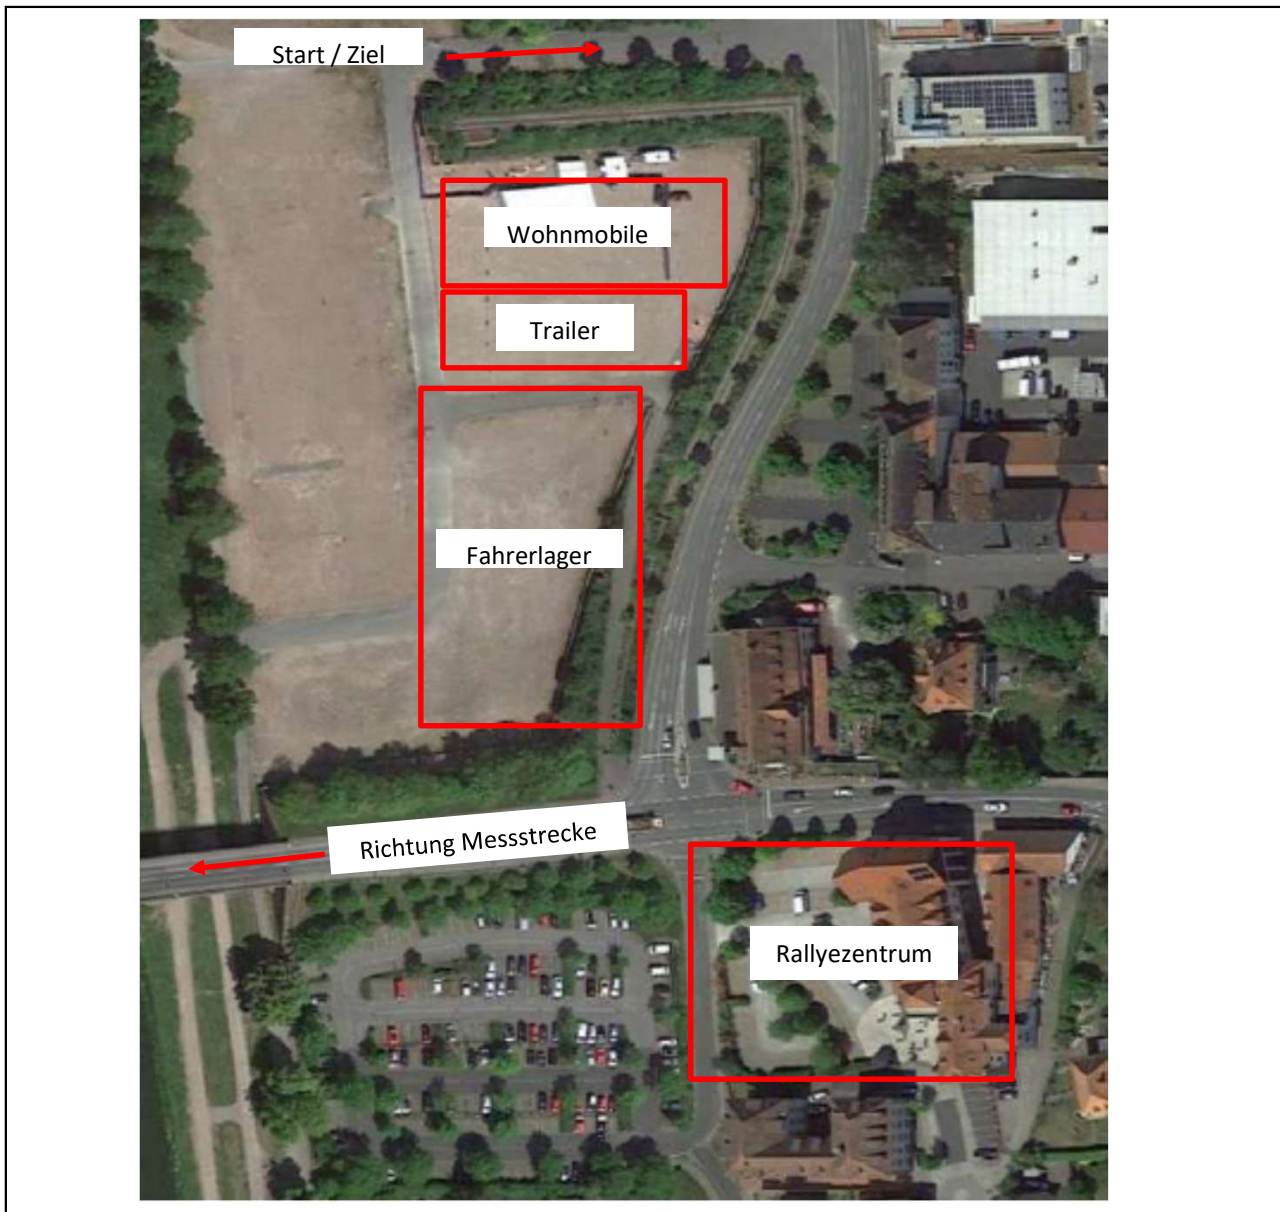 Start / Ziel
Wohnmobile
Trailer
Fahrerlager
Richtung Messstrecke
Rallyezentrum